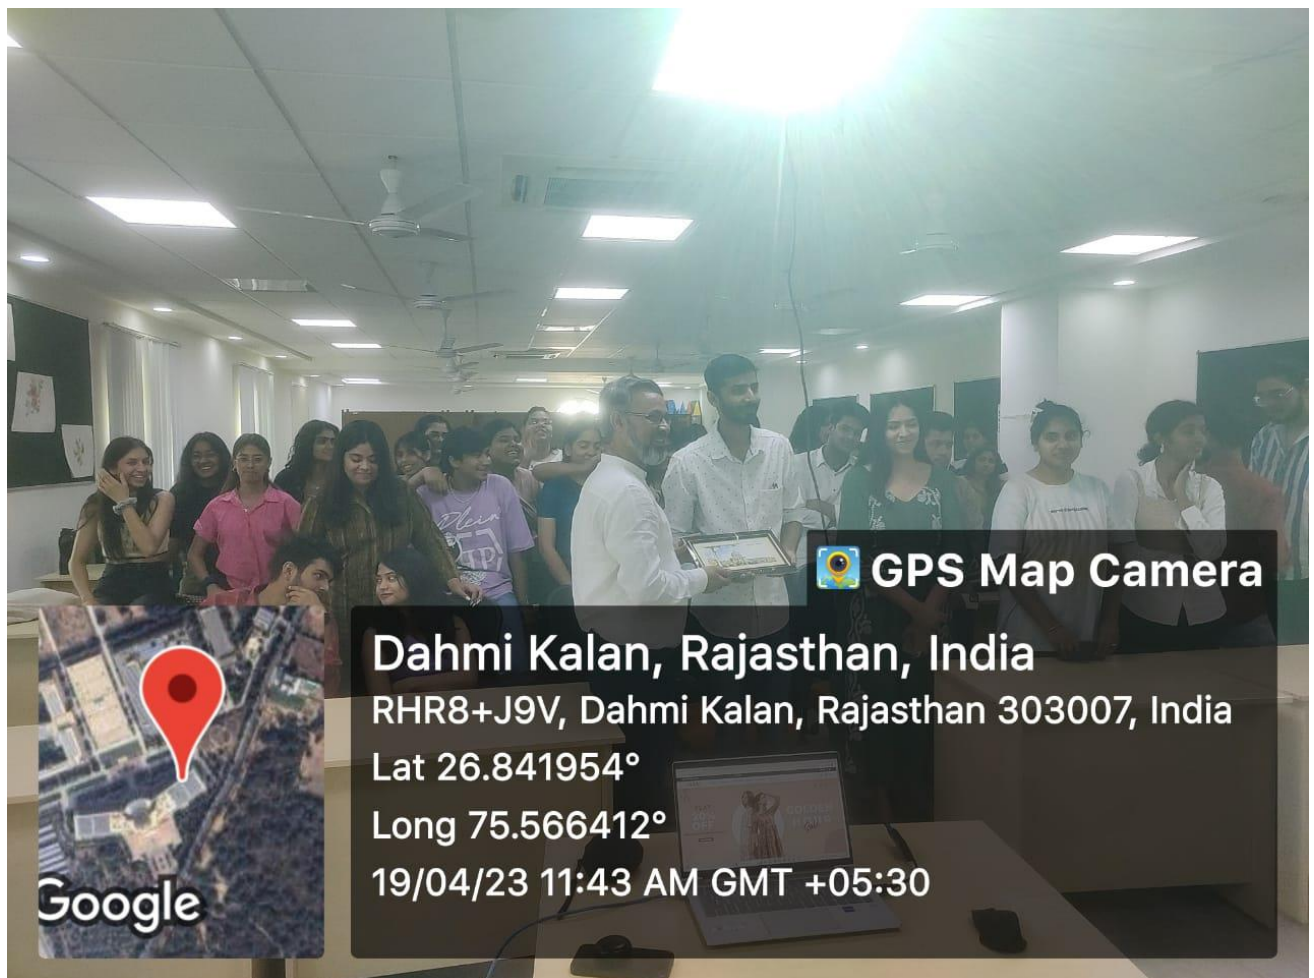 Plein
GPS Map Camera
Dahmi Kalan, Rajasthan, India
RHR8+J9V, Dahmi Kalan, Rajasthan 303007, India
Lat 26.841954°
Long 75.566412°
19/04/23 11:43 AM GMT +05:30
Google